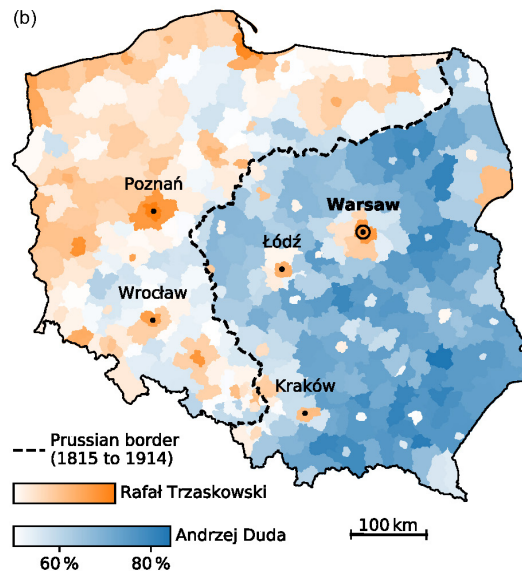 (b)
Poznań
Warsaw
Łódź
Wrocław
Kraków
Prussian border
(1815 to 1914)
Rafał Trzaskowski
Andrzej Duda
60 % 80 %
100 km